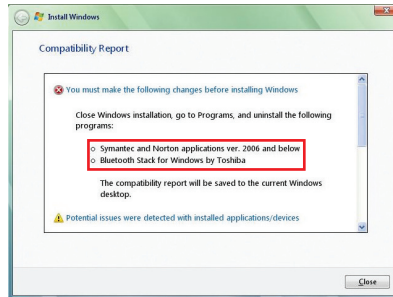 Install Windows
Compatibility Report
You must make the following changes before installing Windows
Close Windows installation, go to Programs, and uninstall the following
programs:
o Symantec and Norton applications ver. 2006 and below
o Bluetooth Stack for Windows by Toshiba
The compatibility report will be saved to the current Windows
desktop.
Potential issues were detected with installed applications/devices
Close